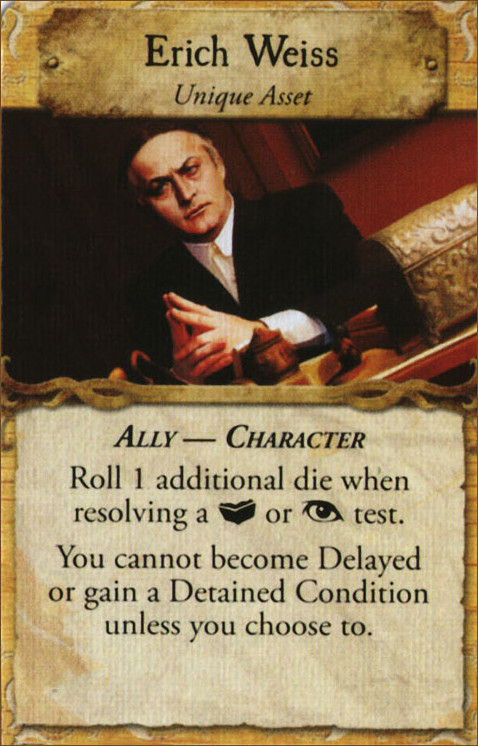 Erich Weiss
Unique Asset
Ally — Character
Roll 1 additional die when
resolving a or test.
You cannot become Delayed
or gain a Detained Condition
unless you choose to.